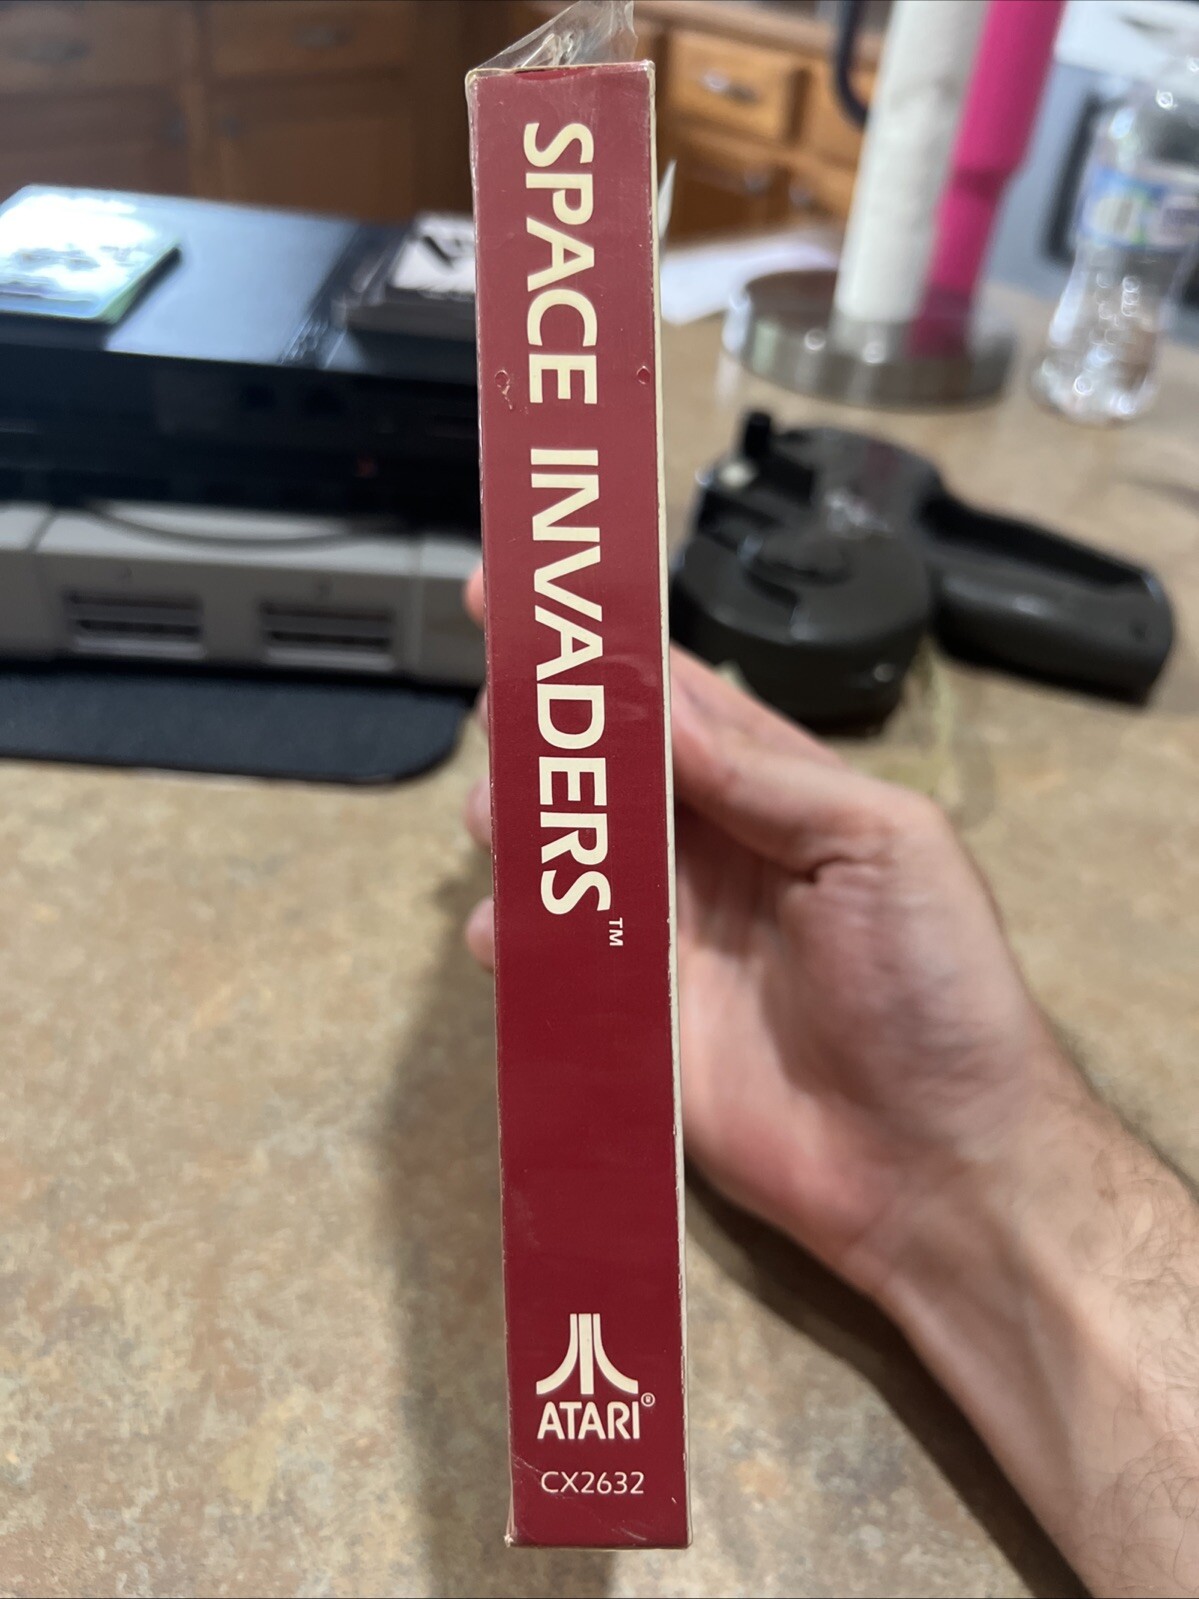 SPACE INVADERS™
ATARI®
CX2632